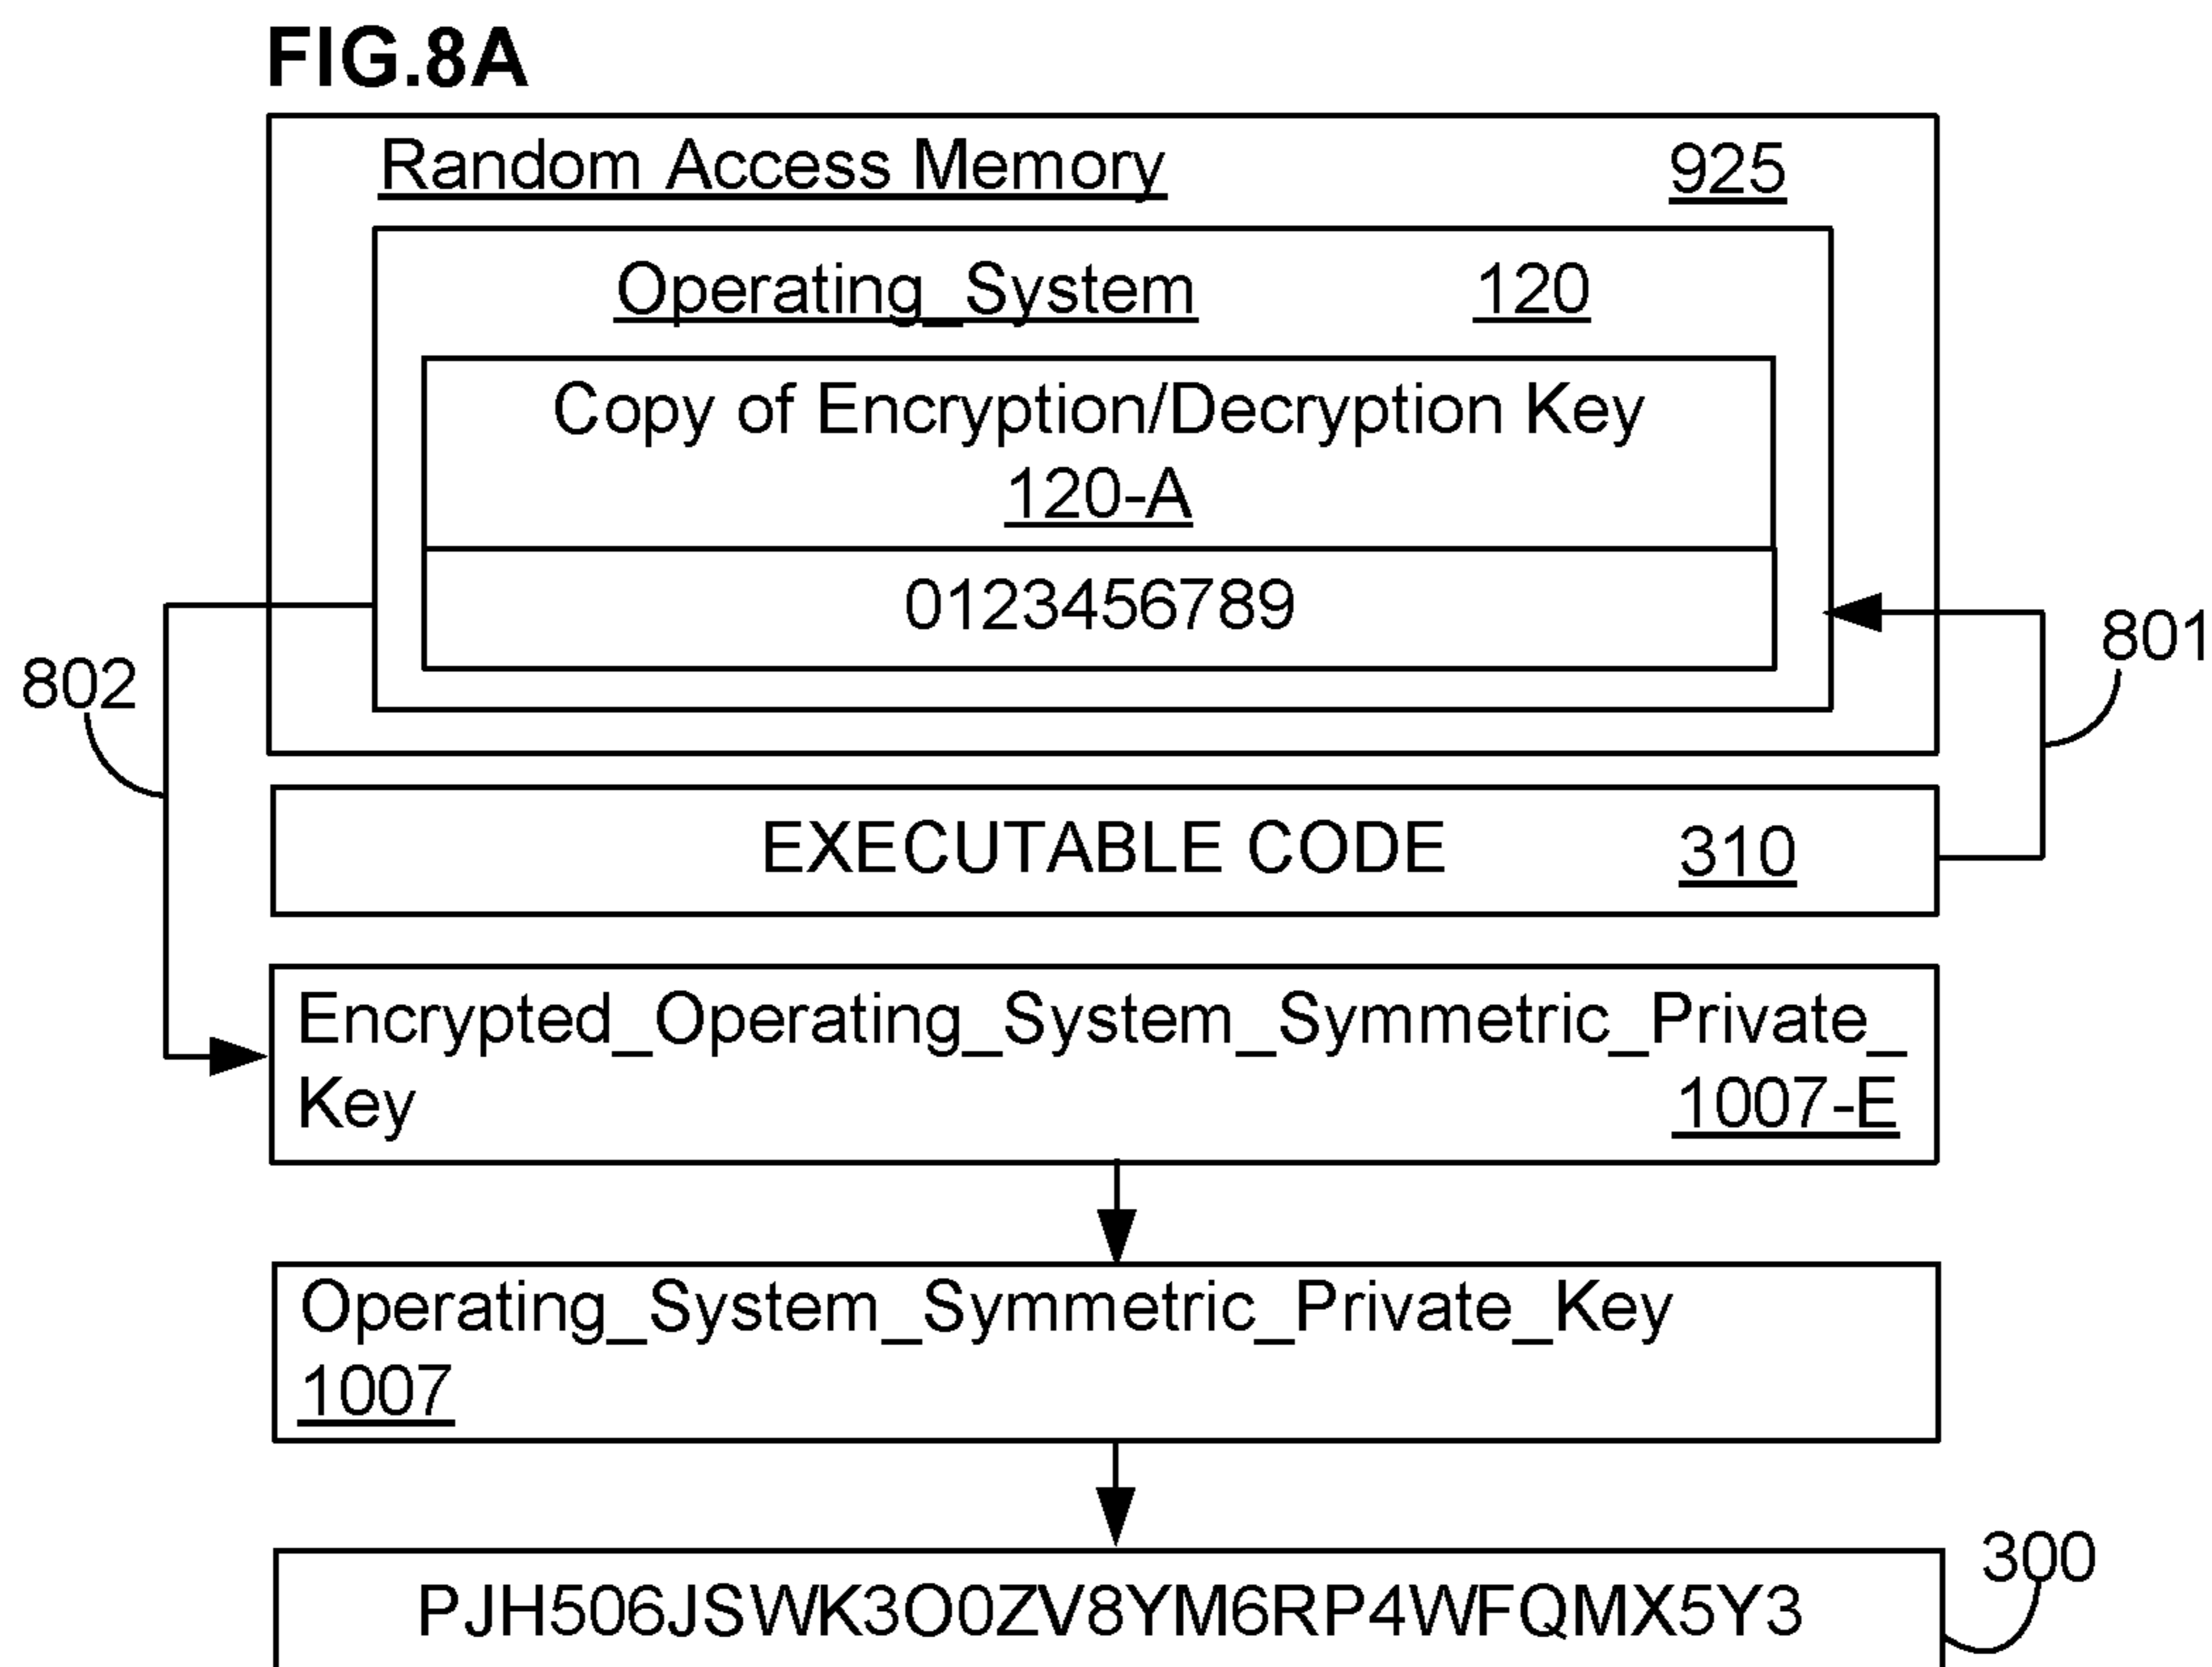 FIG.8A
Random Access Memory 925
Operating_System 120
Copy of Encryption/Decryption Key
120-A
0123456789
801
802
EXECUTABLE CODE 310
Encrypted_Operating_System_Symmetric_Private_
Key 1007-E
Operating_System_Symmetric_Private_Key
1007
300
PJH506JSWK3O0ZV8YM6RP4WFQMX5Y3